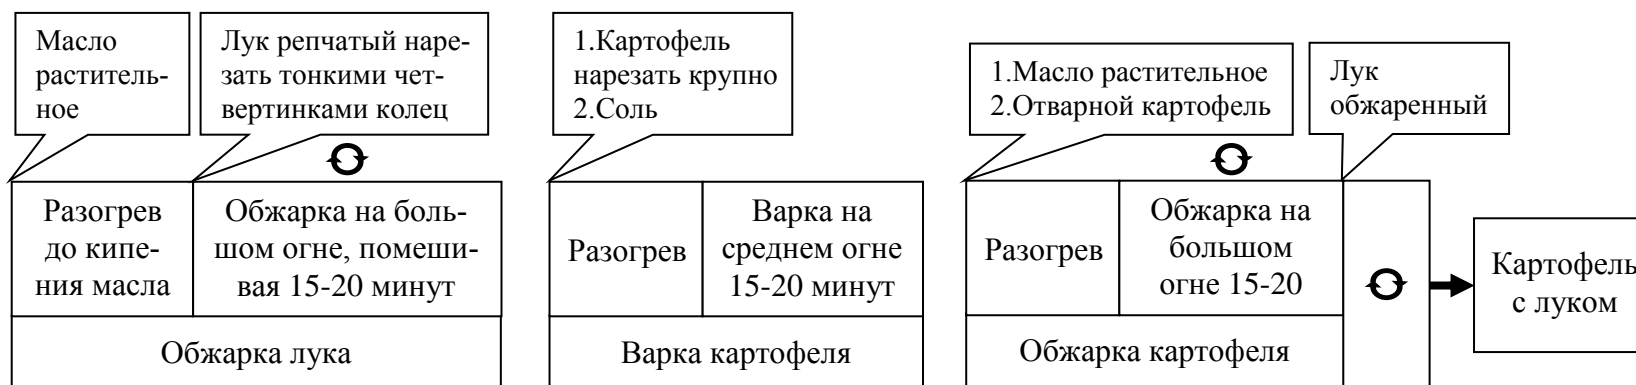 Масло
раститель-
ное
Лук репчатый наре-
зать тонкими чет-
вертинками колец
1.Картофель
нарезать крупно
2.Соль
1.Масло растительное
2.Отварной картофель
Лук
обжаренный
Разогрев
до кипе-
ния масла
Обжарка на боль-
шом огне, помеши-
вая 15-20 минут
Обжарка лука
Разогрев
Варка на
среднем огне
15-20 минут
Варка картофеля
Разогрев
Обжарка на
большом
огне 15-20
Обжарка картофеля
Картофель
с луком